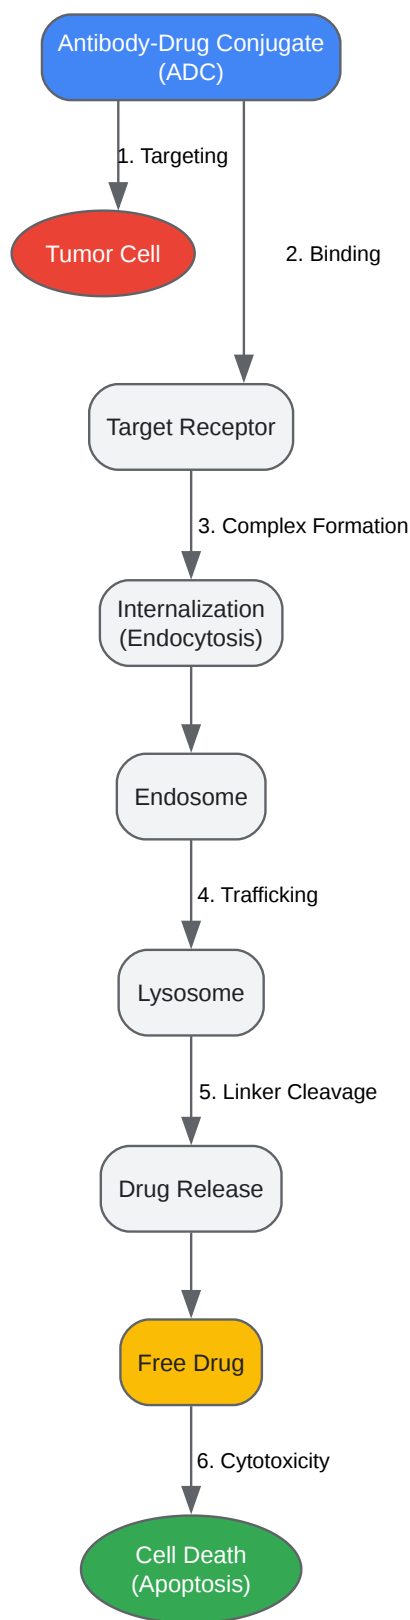 Antibody-Drug Conjugate
(ADC)
1. Targeting
Tumor Cell
2. Binding
Target Receptor
3. Complex Formation
Internalization
(Endocytosis)
Endosome
4. Trafficking
Lysosome
5. Linker Cleavage
Drug Release
Free Drug
6. Cytotoxicity
Cell Death
(Apoptosis)